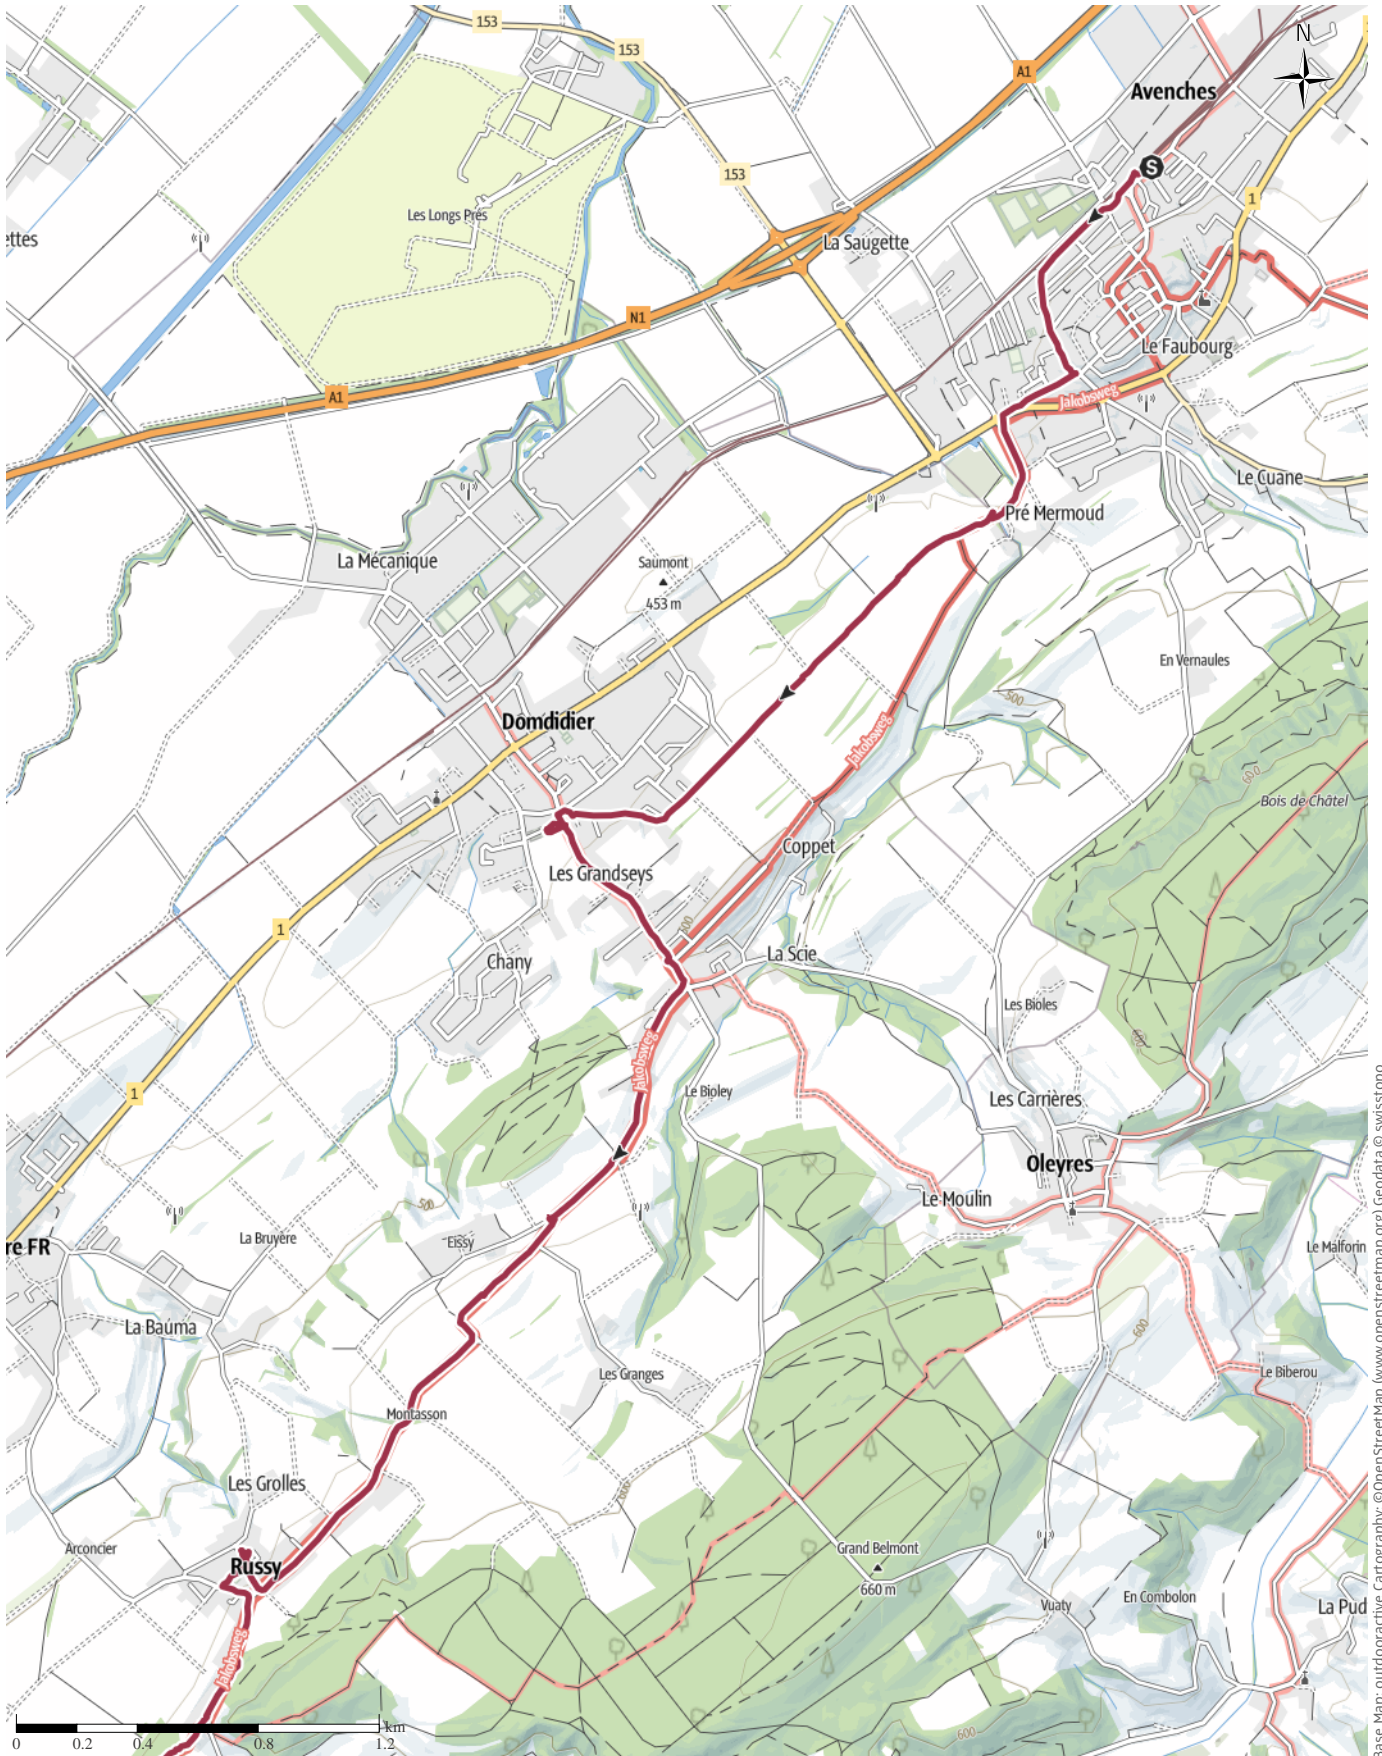 153
153
N
A1
Avenches
S
153
1
Les Longs Prés
ettes
La Saugette
N1
Le Faubourg
A1
Jakobsweg
Le Cuane
Pré Mermoud
La Mécanique
Saumont
453 m
En Vernaules
500
Domdidier
Jakobsweg
600
Bois de Châtel
Coppet
Les Grandseys
1
Chany
La Scie
Les Bioles
600
Jakobsweg
Le Bioley
1
Les Carrières
Oleyres
Le Moulin
500
La Bruyère
Eissy
re FR
Le Malforin
La Baúma
600
Les Granges
Le Biberou
Montasson
Les Grolles
600
Arconcier
Grand Belmont
Russy
660 m
Vuaty
En Combolon
La Pud
Jakobsweg
600
km
0 0.2 0.4 0.8 1.2
Base Map: outdooractive Cartography; ©OpenStreetMap (www.openstreetmap.org) Geodata © swisstopo